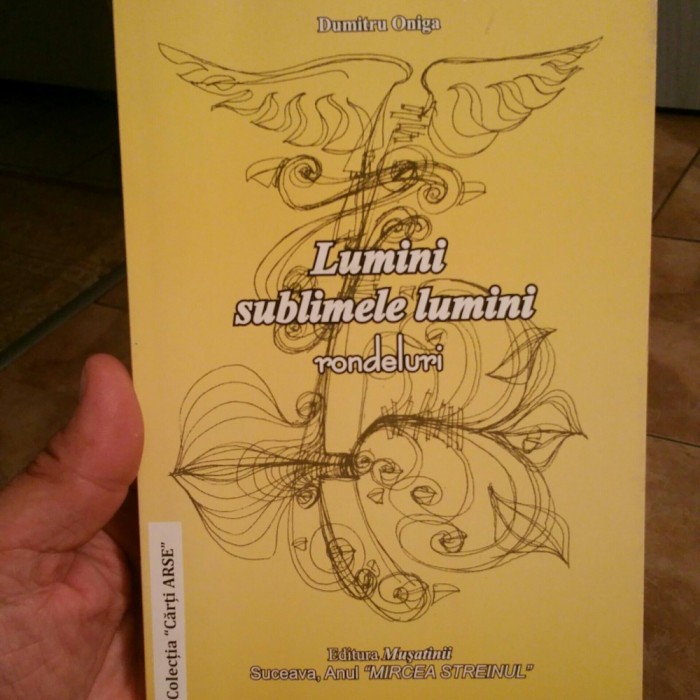 Dumitru Oniga
Lumini
sublimele lumini
rondeluri
Colecția "Cărți ARSE"
Editura Mușatinii
Suceava, Anul "MIRCEA STREINUL"